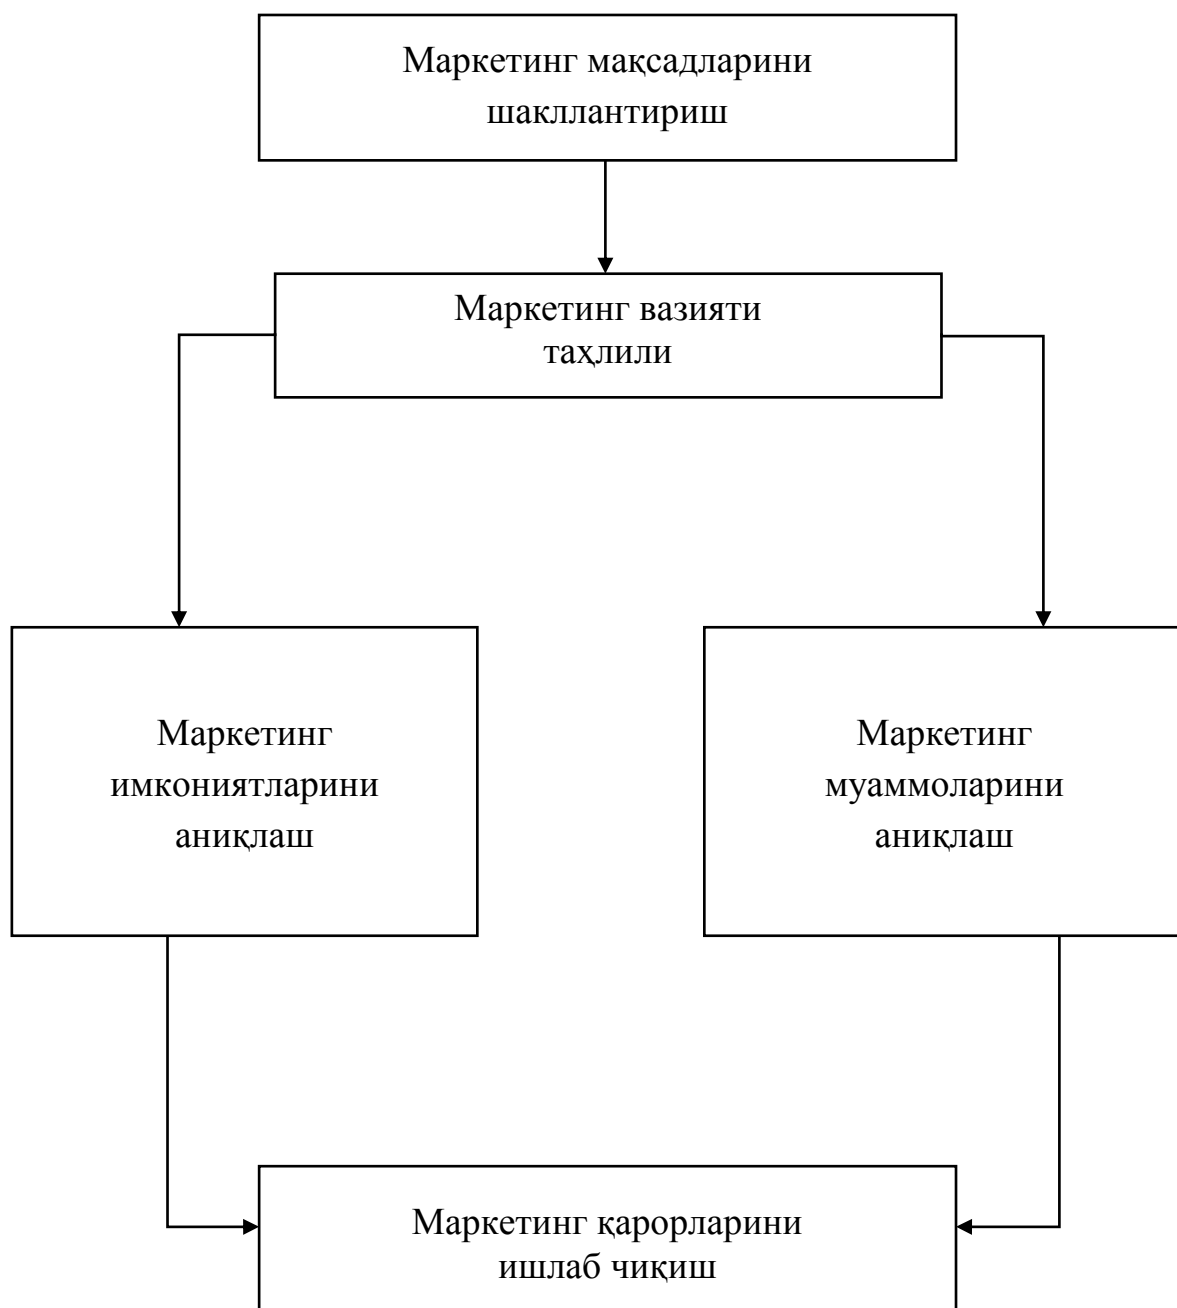 Маркетинг мақсадларини
шакллантириш
Маркетинг вазияти
таҳлили
Маркетинг
имкониятларини
аниқлаш
Маркетинг
муаммоларини
аниқлаш
Маркетинг қарорларини
ишлаб чиқиш